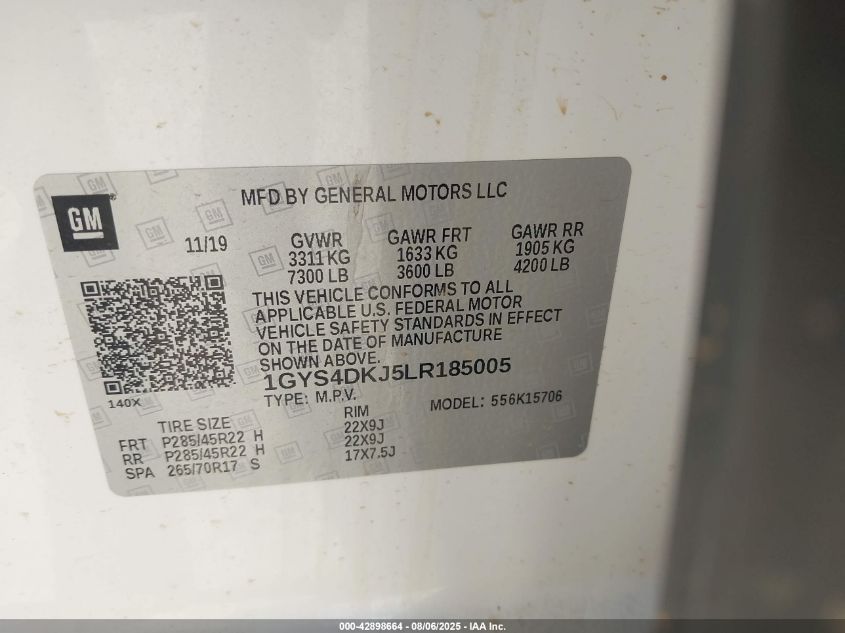 GM
MFD BY GENERAL MOTORS LLC
11/19
GVWR
3311 KG
7300 LB
GAWR FRT
1633 KG
3600 LB
GAWR RR
1905 KG
4200 LB
THIS VEHICLE CONFORMS TO ALL
APPLICABLE U.S. FEDERAL MOTOR
VEHICLE SAFETY STANDARDS IN EFFECT
ON THE DATE OF MANUFACTURE
SHOWN ABOVE.
1GYS4DKJ5LR185005
140X
TYPE: M.P.V.
MODEL: 556K15706
TIRE SIZE RIM
FRT P285/45R22 H 22X9J
RR P285/45R22 H 22X9J
SPA 265/70R17 S 17X7.5J
000-42898664 - 08/06/2025 - IAA Inc.